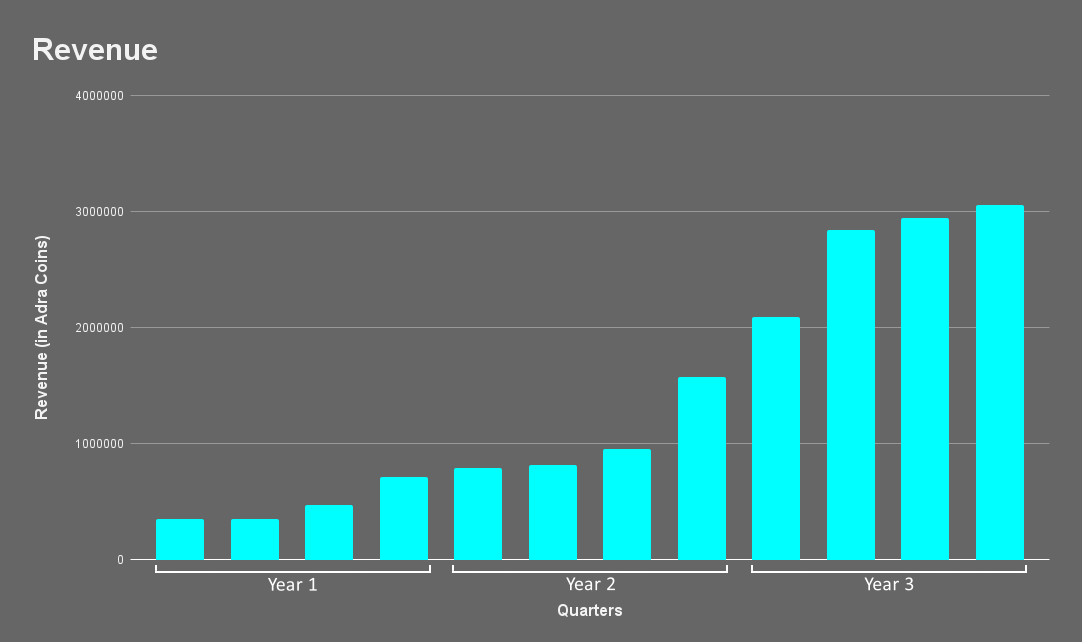 Revenue
4000000
3000000
2000000
1000000
0
Revenue (in Adra Coins)
Year 1
Year 2
Year 3
Quarters